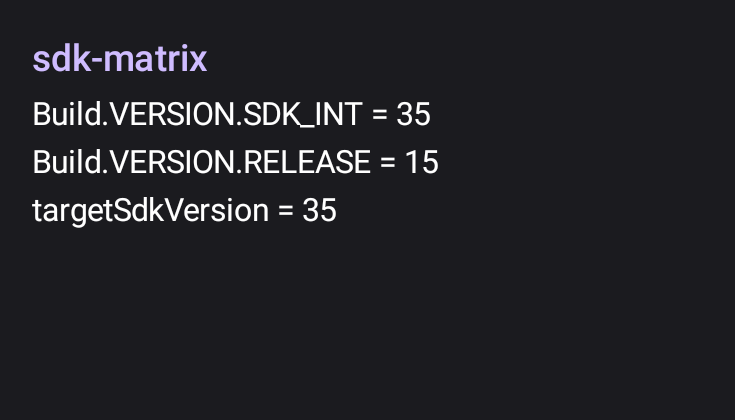 sdk-matrix
Build.VERSION.SDK_INT = 35
Build.VERSION.RELEASE = 15
targetSdkVersion = 35